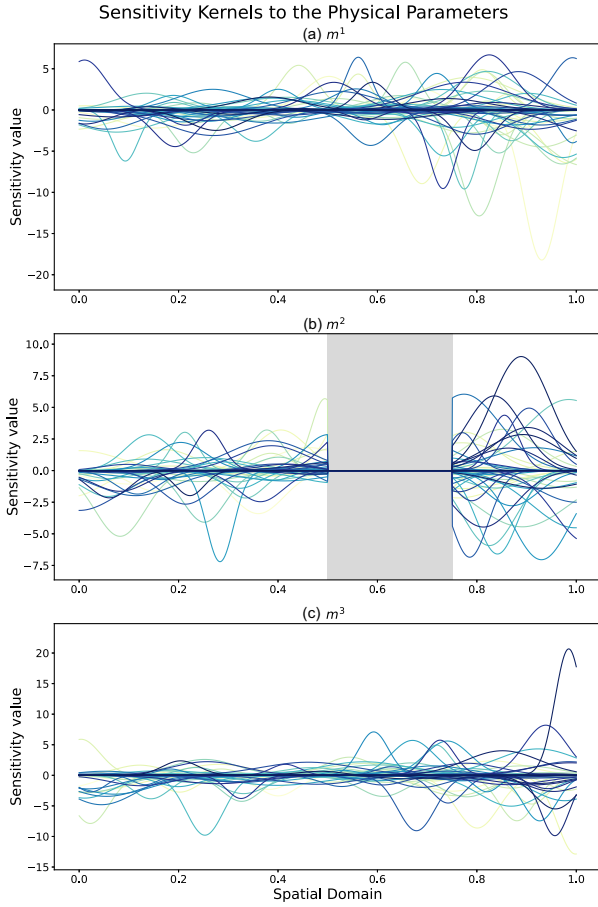 Sensitivity Kernels to the Physical Parameters
(a) m¹
5
0
−5
−10
−15
−20
Sensitivity value
0.0 0.2 0.4 0.6 0.8 1.0
(b) m²
10.0
7.5
5.0
2.5
0.0
−2.5
−5.0
−7.5
Sensitivity value
0.0 0.2 0.4 0.6 0.8 1.0
(c) m³
20
15
10
5
0
−5
−10
−15
Sensitivity value
0.0 0.2 0.4 0.6 0.8 1.0
Spatial Domain